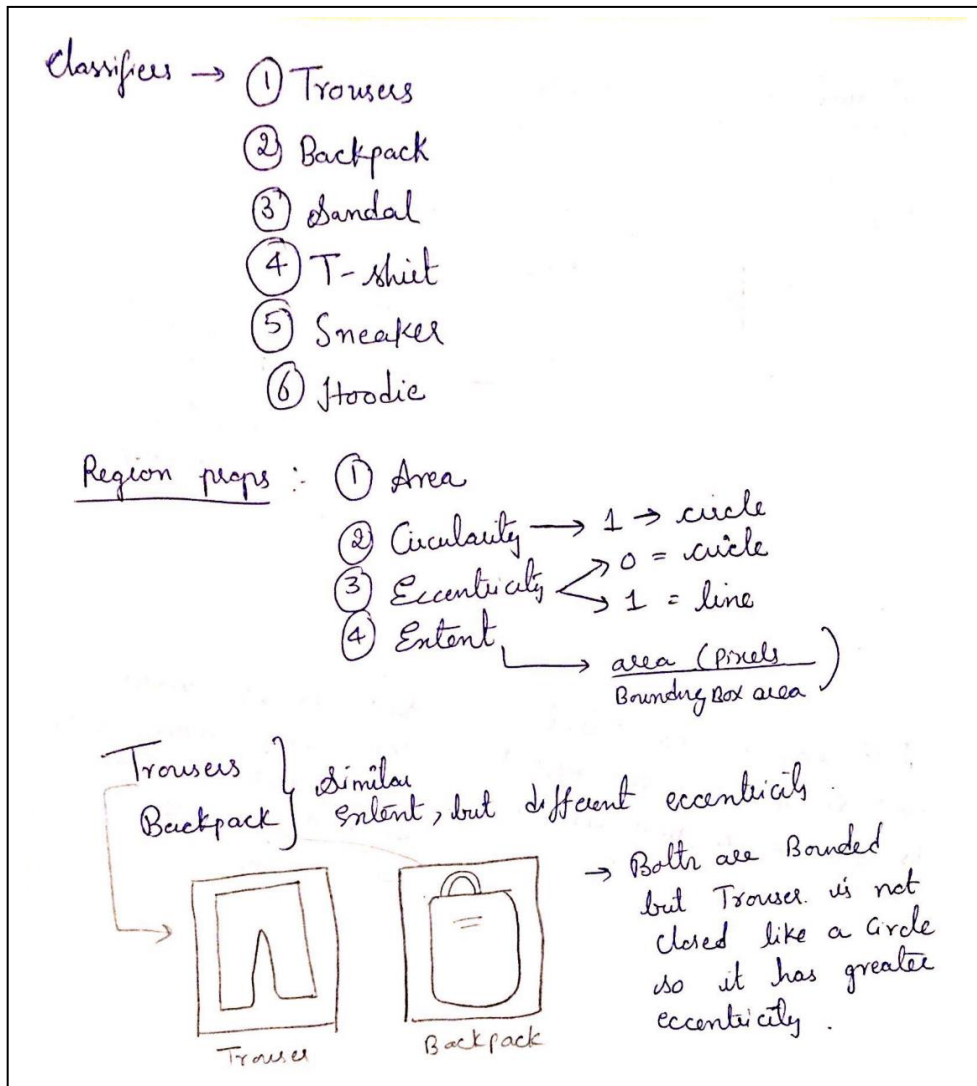 Classifiers → ① Trousers
② Backpack
③ Sandal
④ T-shirt
⑤ Sneaker
⑥ Hoodie
Region props : ① Area
② Circularity → 1 → circle
③ Eccentricity 0 = circle
1 = line
④ Extent → area (Pixels
Bounding Box area)
Trousers } Similar
Backpack } Extent, but different eccentricity.
→ Both are Bounded
but Trouser is not
closed like a Circle
so it has greater
eccentricity.
Trouser
Backpack